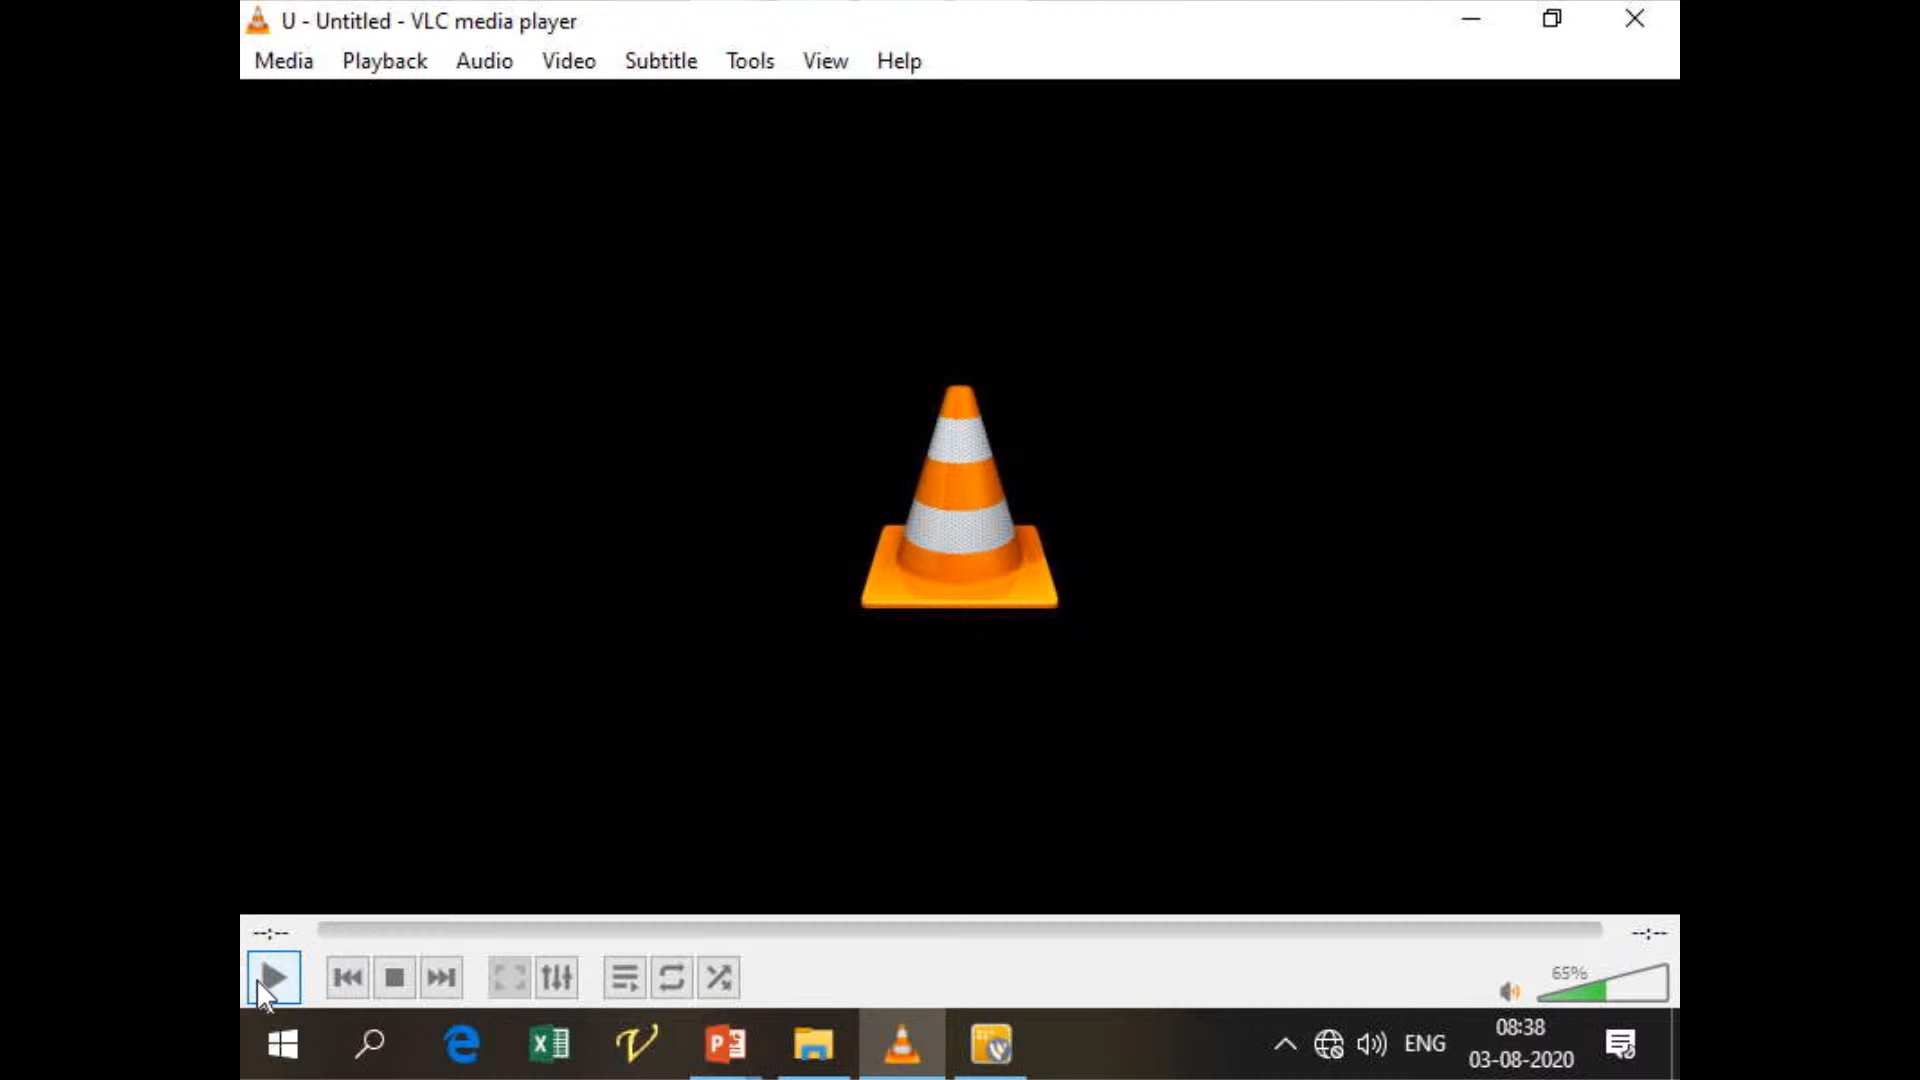 U - Untitled - VLC media player
Media Playback Audio Video Subtitle Tools View Help
--:-- --:--
65%
ENG 08:38
03-08-2020